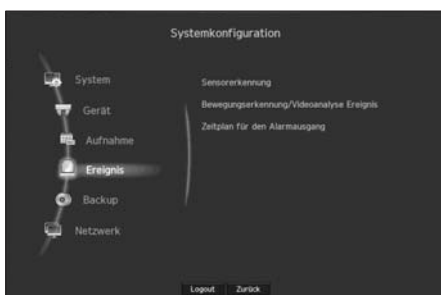 Systemkonfiguration
System
Gerät
Aufnahme
Ereignis
Backup
Netzwerk
Sensorerkennung
Bewegungserkennung/Videoanalyse Ereignis
Zeitplan für den Alarmausgang
Logout Zurück